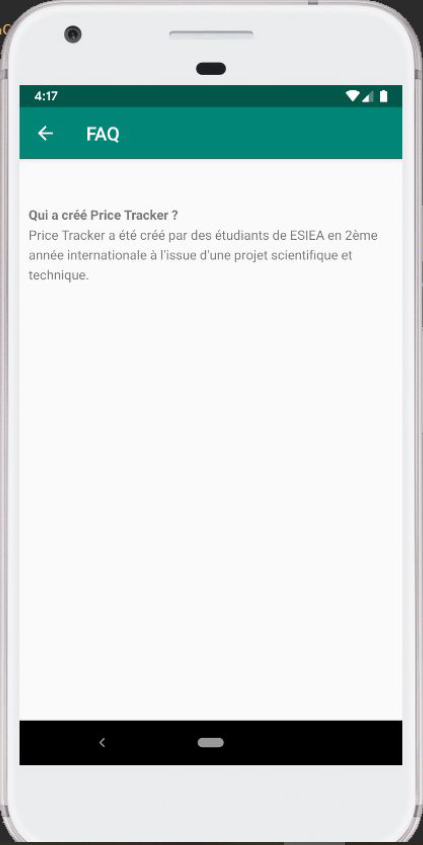 4:17
FAQ
Qui a créé Price Tracker ?
Price Tracker a été créé par des étudiants de ESIEA en 2ème
année internationale à l'issue d'une projet scientifique et
technique.